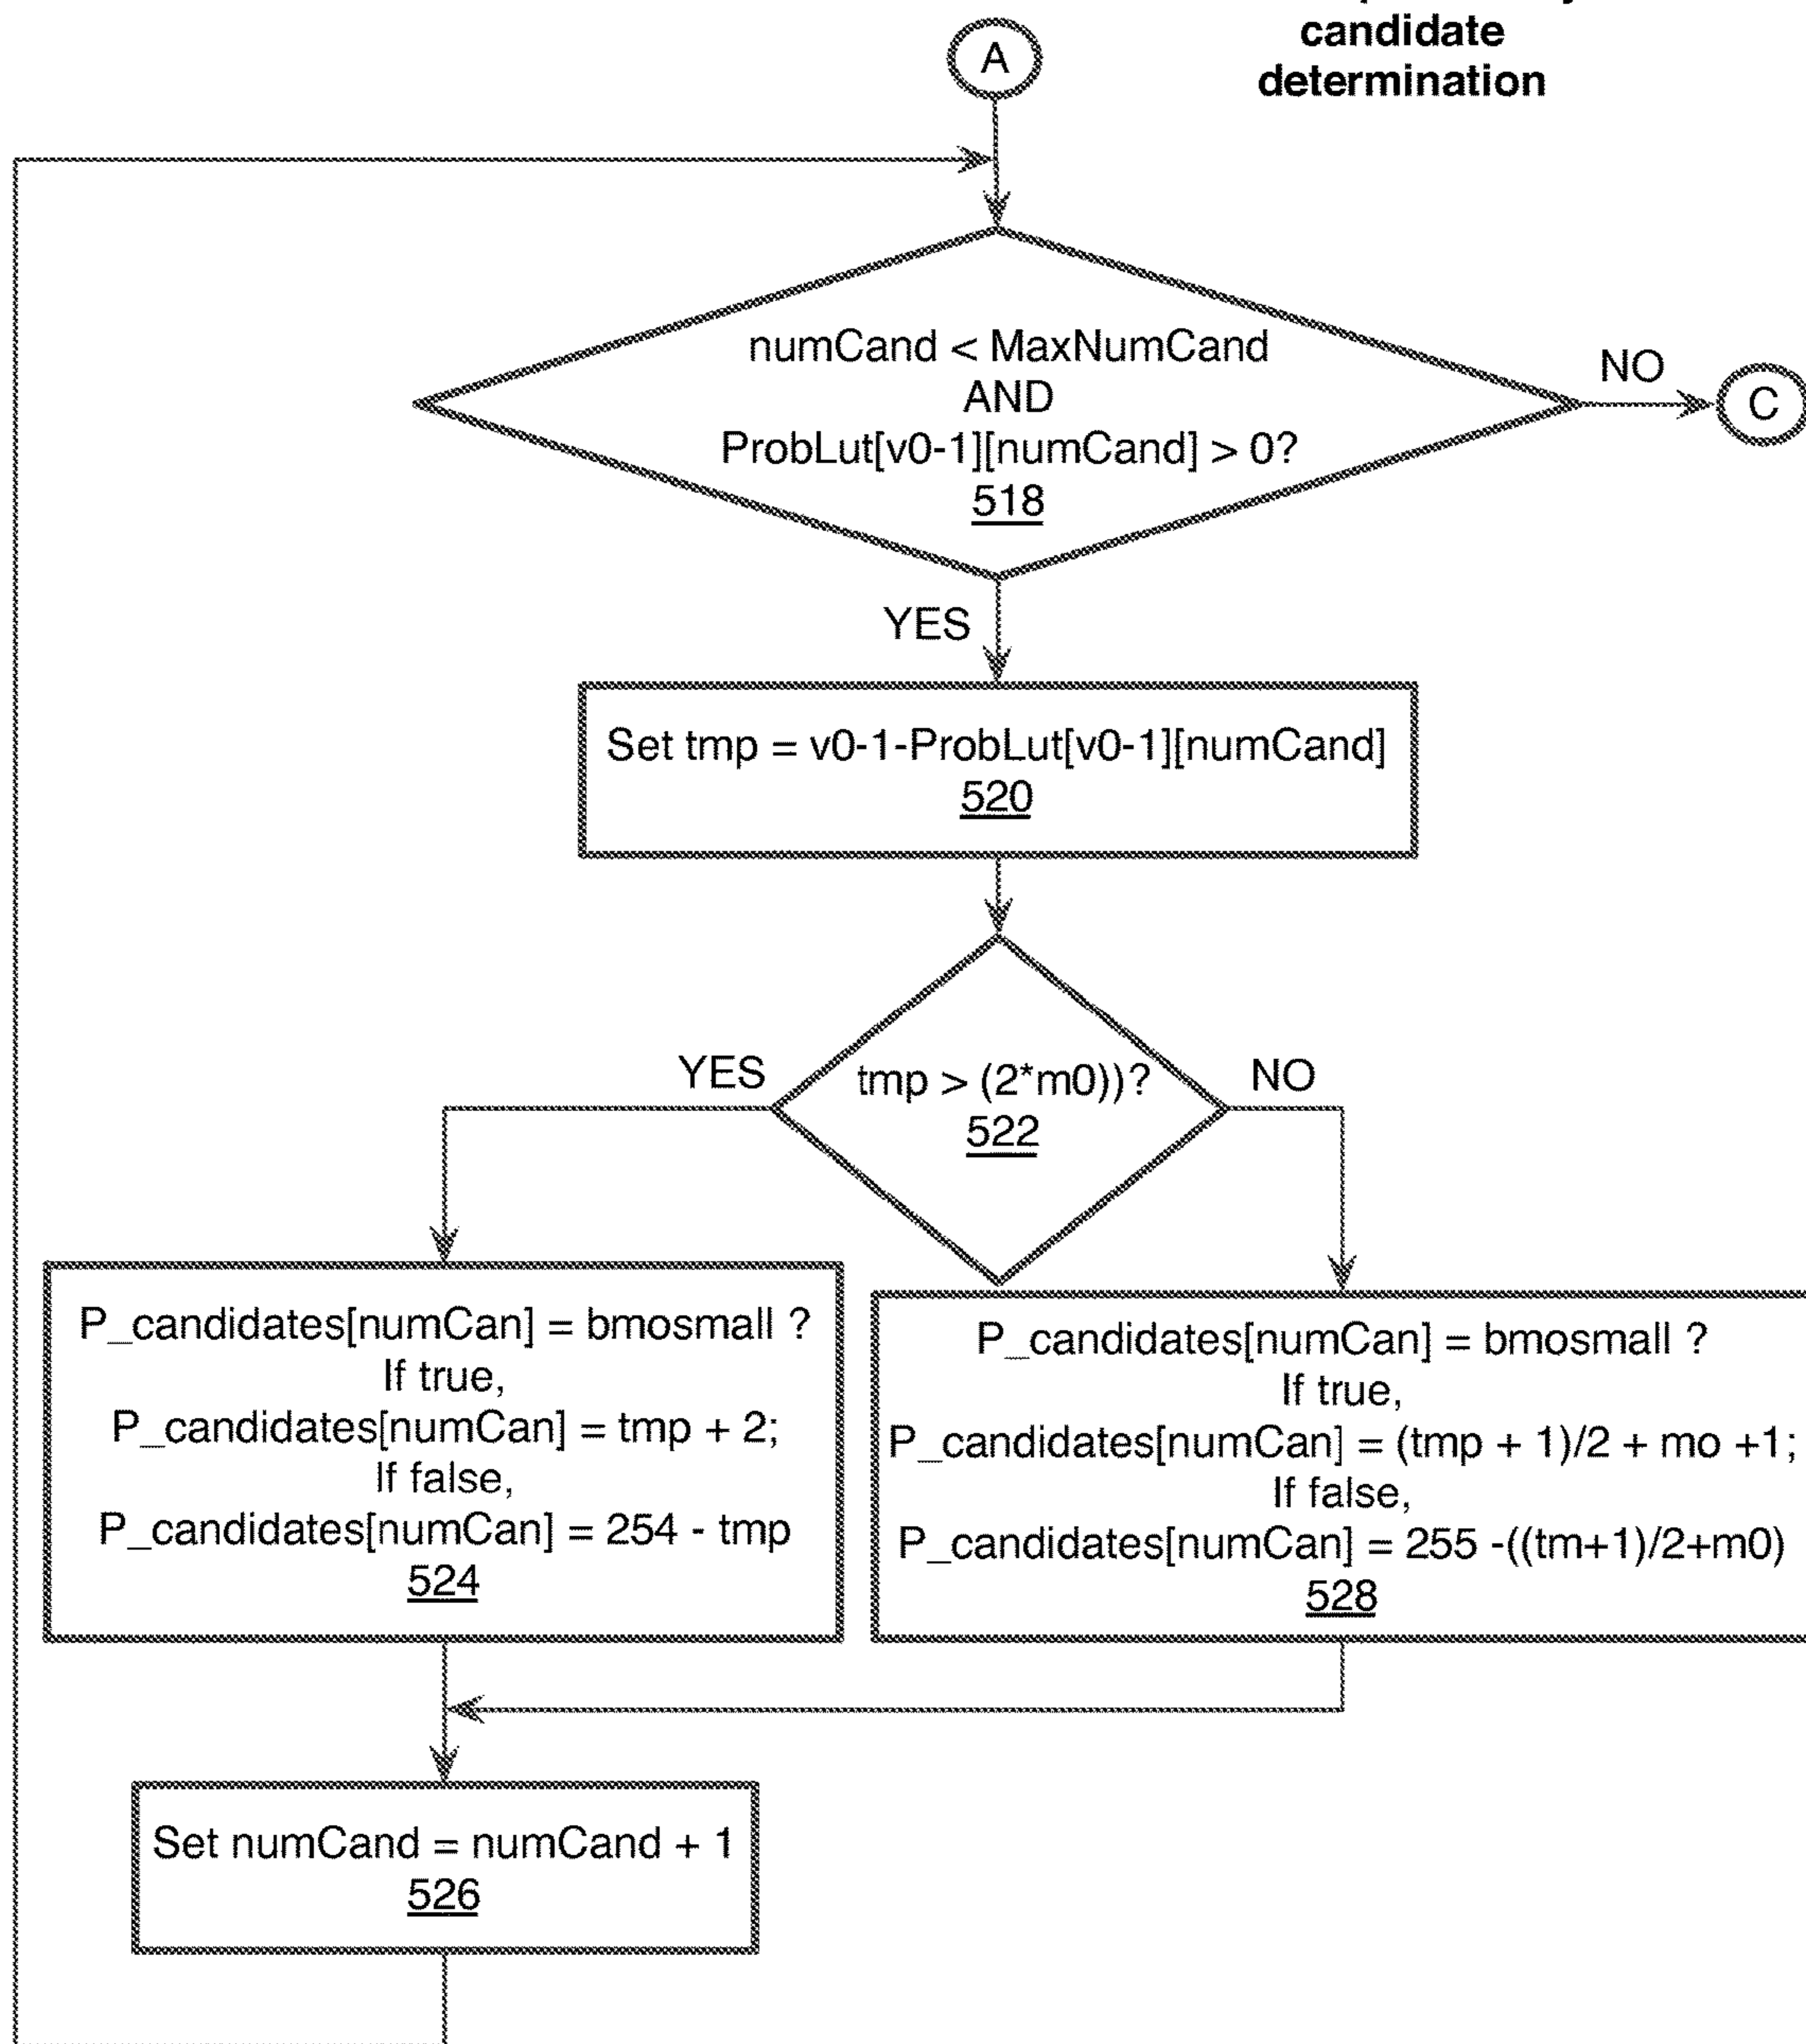 candidate
determination
A
numCand < MaxNumCand
AND
ProbLut[v0-1][numCand] > 0?
518
NO
C
YES
Set tmp = v0-1-ProbLut[v0-1][numCand]
520
YES
tmp > (2*m0))?
522
NO
P_candidates[numCan] = bmosmall ?
If true,
P_candidates[numCan] = tmp + 2;
If false,
P_candidates[numCan] = 254 - tmp
524
P_candidates[numCan] = bmosmall ?
If true,
P_candidates[numCan] = (tmp + 1)/2 + mo +1;
If false,
P_candidates[numCan] = 255 -((tm+1)/2+m0)
528
Set numCand = numCand + 1
526